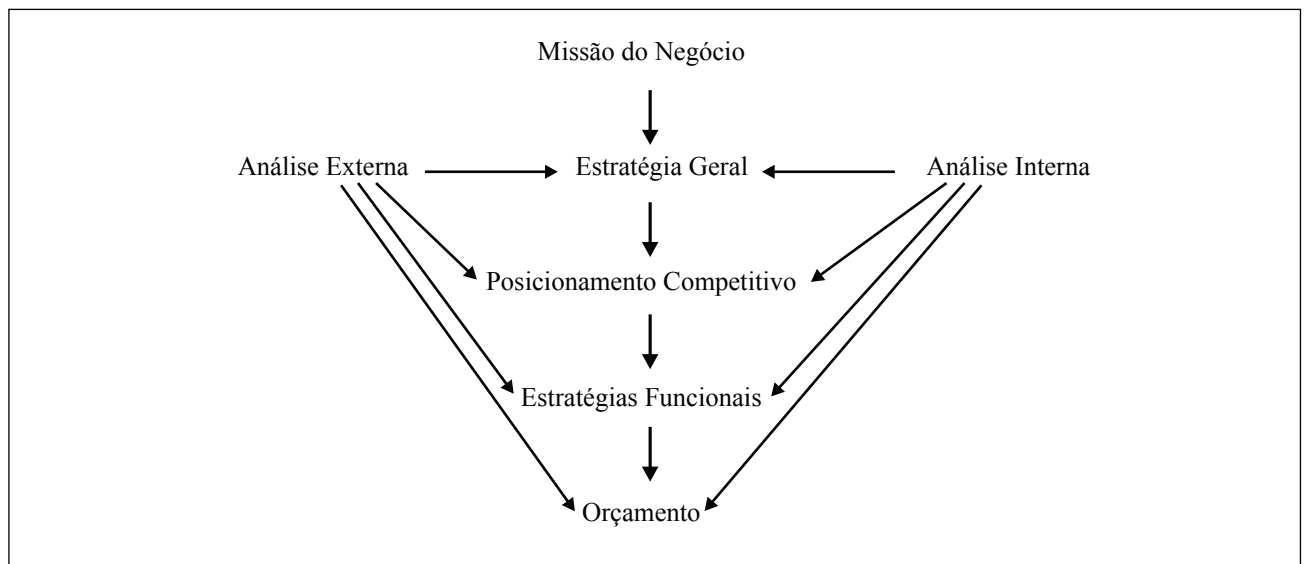 Missão do Negócio
Análise Externa
Estratégia Geral
Análise Interna
Posicionamento Competitivo
Estratégias Funcionais
Orçamento